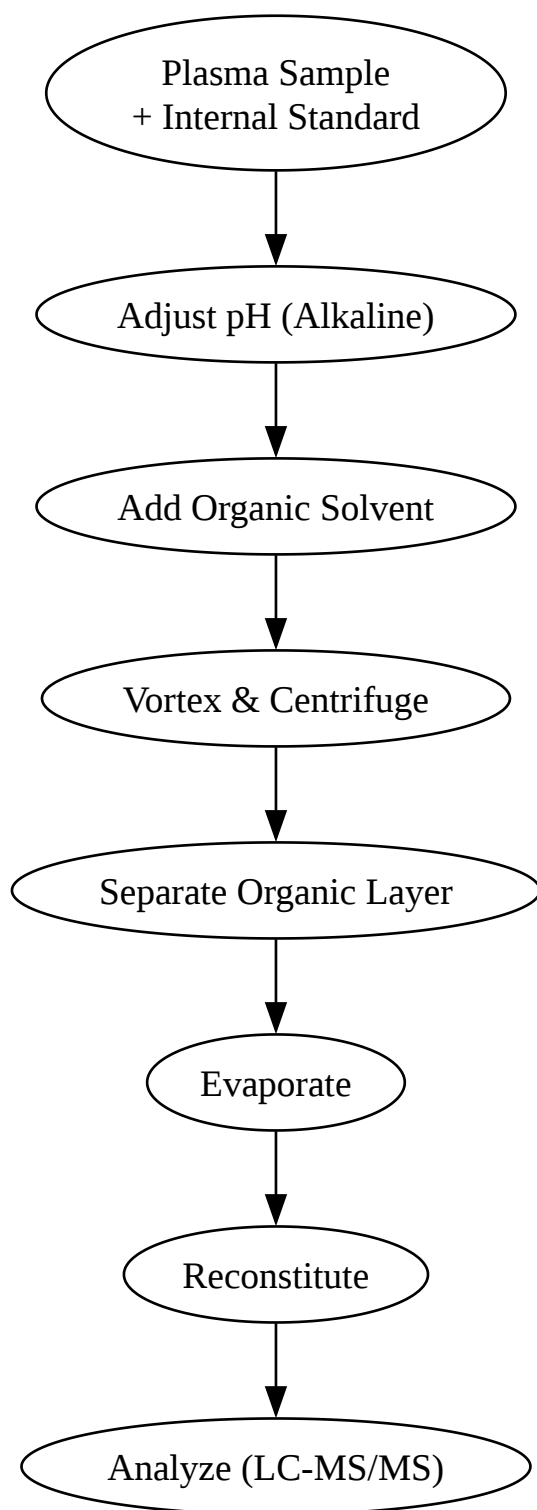 Plasma Sample
+ Internal Standard
Adjust pH (Alkaline)
Add Organic Solvent
Vortex & Centrifuge
Separate Organic Layer
Evaporate
Reconstitute
Analyze (LC-MS/MS)